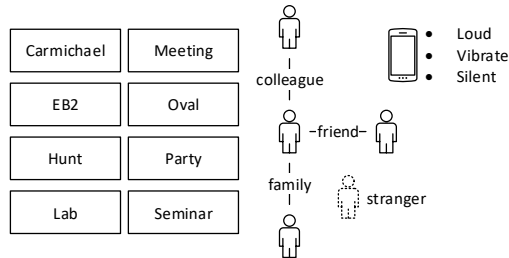 Carmichael
Meeting
EB2
Oval
Hunt
Party
Lab
Seminar
colleague
friend
family
stranger
• Loud
• Vibrate
• Silent